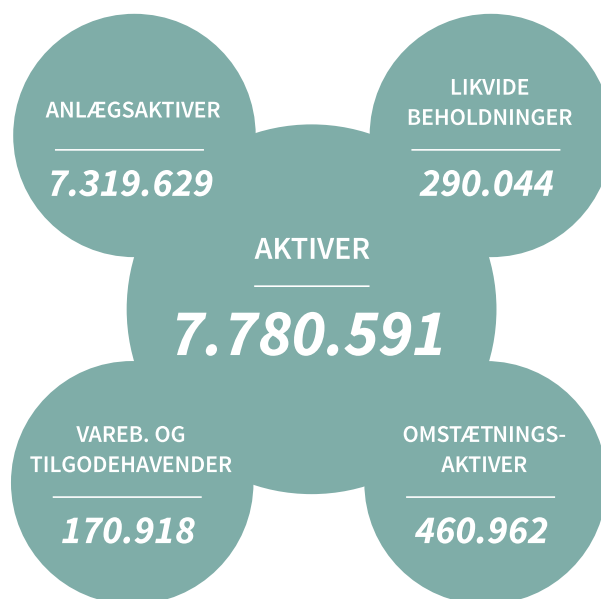 ANLÆGSAKTIVER
7.319.629
LIKVIDE
BEHOLDNINGER
290.044
AKTIVER
7.780.591
VAREB. OG
TILGODEHAVENDER
170.918
OMSTÆTNINGS-
AKTIVER
460.962